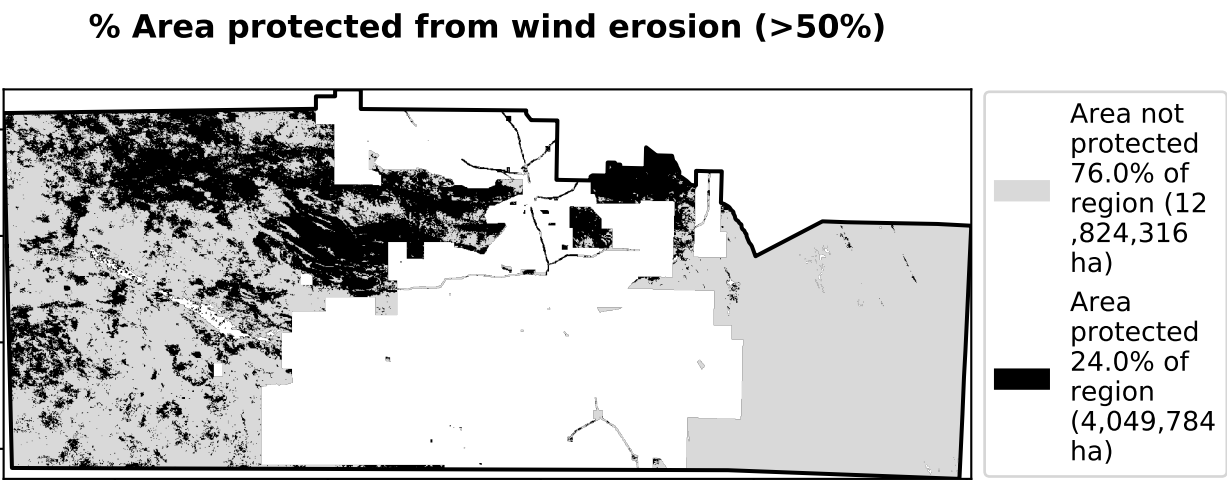 % Area protected from wind erosion (>50%)
Area not
protected
76.0% of
region (12
,824,316
ha)
Area
protected
24.0% of
region
(4,049,784
ha)